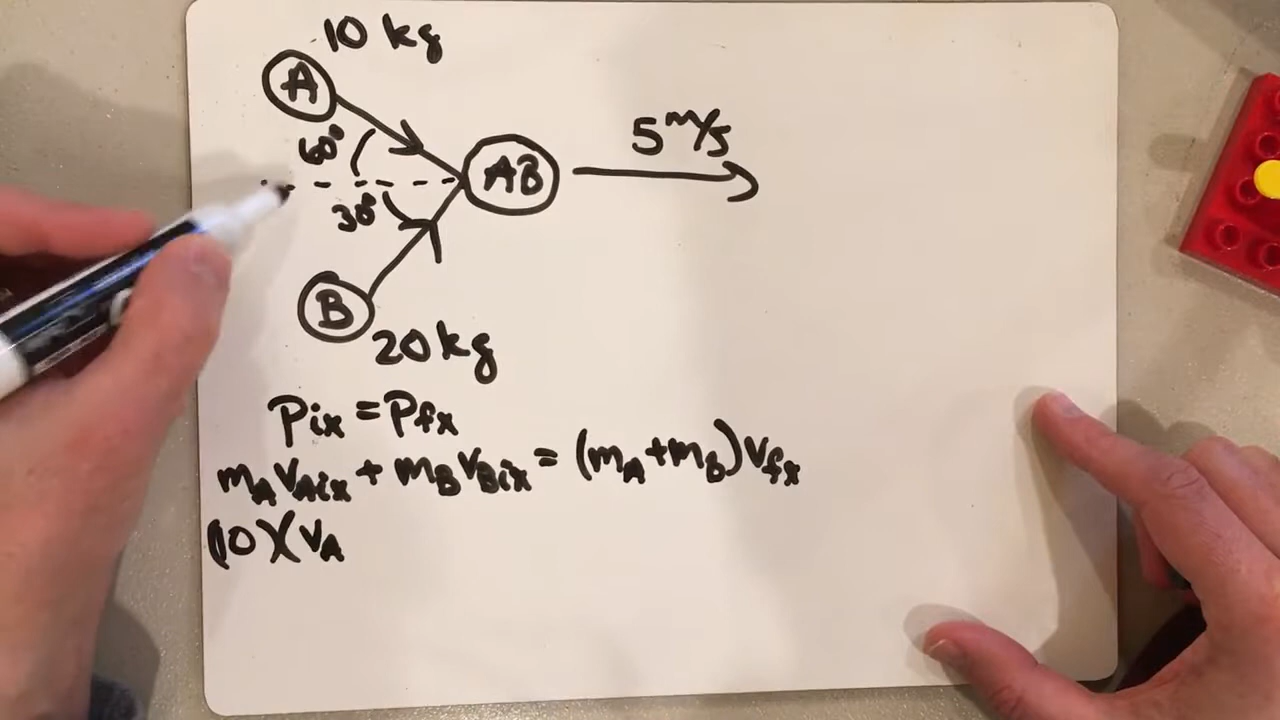 10 kg
A
60°
AB
5 m/s
30°
B
20 kg
Pix = Pfx
mAvAix + mBvBix = (mA+mB)vfx
(10)(vA